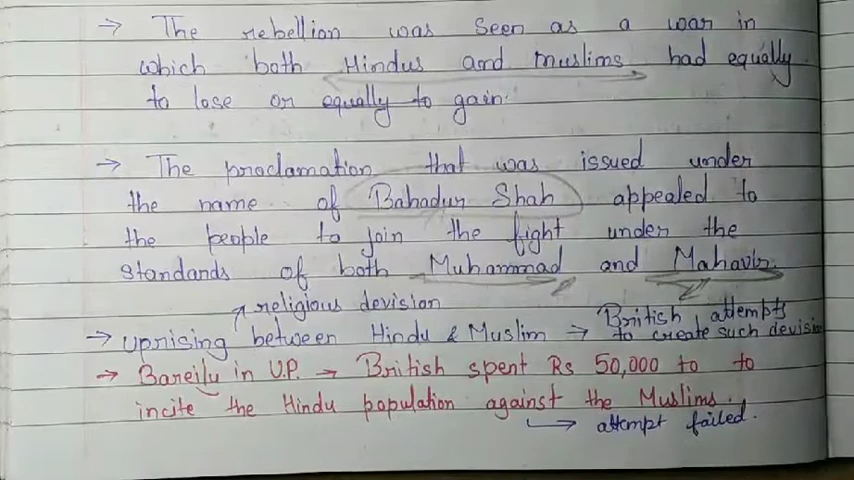 → The rebellion was seen as a war in
which both Hindus and muslims had equally
to lose or equally to gain.
→ The proclamation that was issued under
the name of Bahadur Shah appealed to
the people to join the fight under the
standards of both Muhammad and Mahavir.
↗ religious devision
→ uprising between Hindu & Muslim → British attempts
to create such devision
→ Bareilly in U.P. → British spent Rs 50,000 to to
incite the Hindu population against the Muslims.
↳ attempt failed.